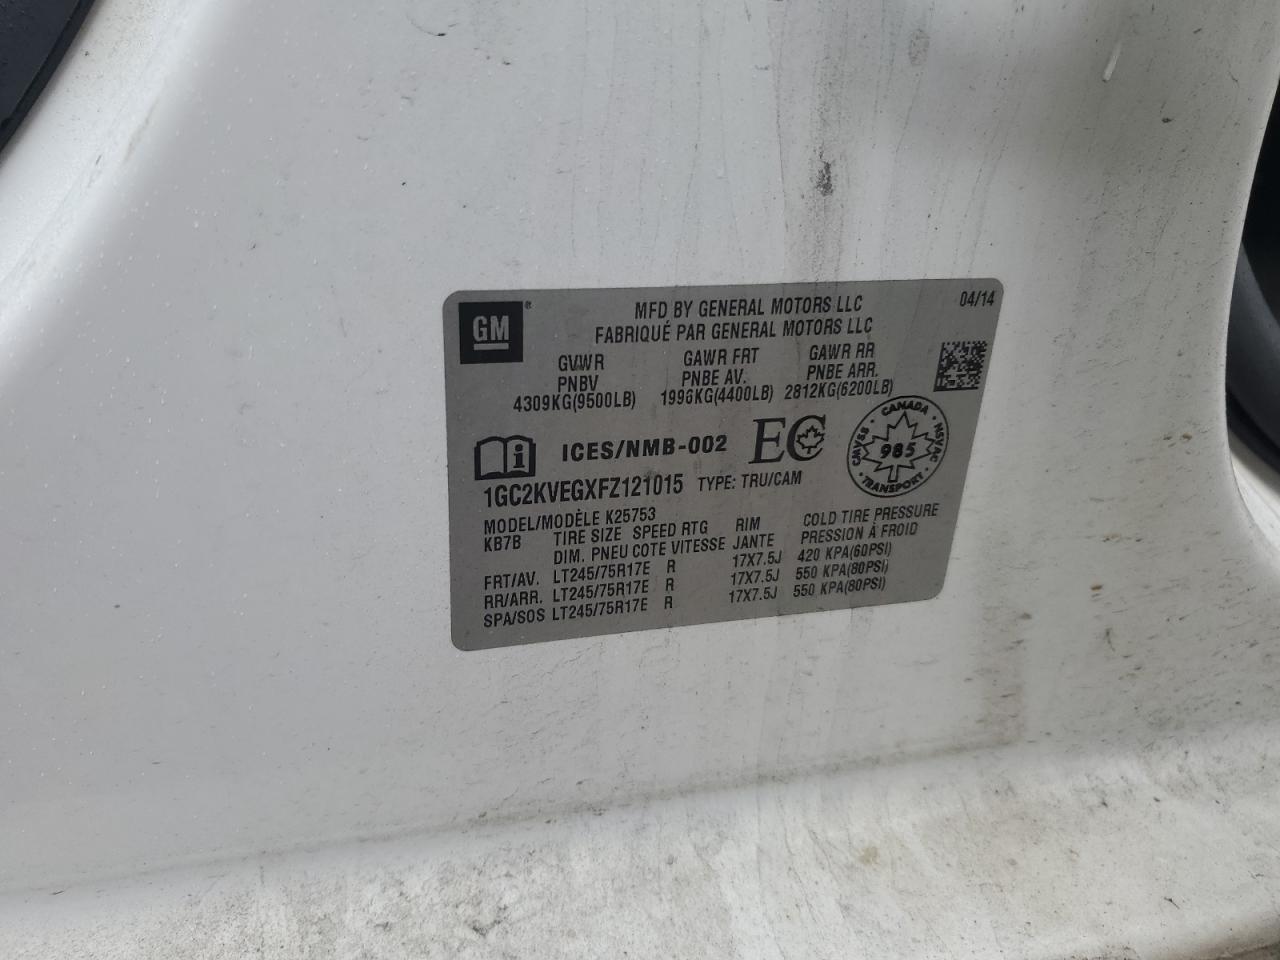 GM ®
MFD BY GENERAL MOTORS LLC 04/14
FABRIQUÉ PAR GENERAL MOTORS LLC
GVWR GAWR FRT GAWR RR
PNBV PNBE AV. PNBE ARR.
4309KG(9500LB) 1996KG(4400LB) 2812KG(6200LB)
i ICES/NMB-002 EC
CANADA
CMVSS 985 NSVAC
TRANSPORT
1GC2KVEGXFZ121015 TYPE: TRU/CAM
MODEL/MODÈLE K25753
KB7B TIRE SIZE SPEED RTG RIM COLD TIRE PRESSURE
DIM. PNEU COTE VITESSE JANTE PRESSION À FROID
FRT/AV. LT245/75R17E R 17X7.5J 420 KPA(60PSI)
RR/ARR. LT245/75R17E R 17X7.5J 550 KPA(80PSI)
SPA/SOS LT245/75R17E R 17X7.5J 550 KPA(80PSI)